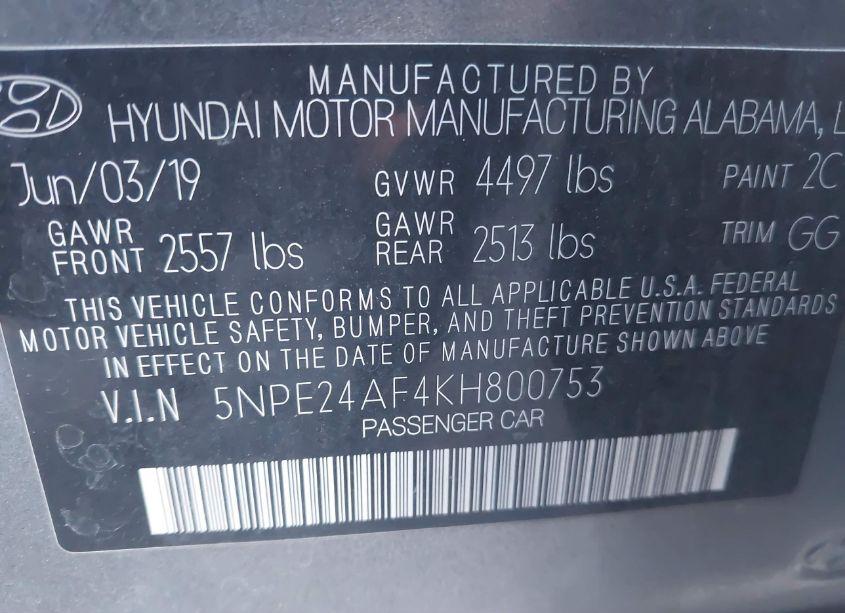 MANUFACTURED BY
HYUNDAI MOTOR MANUFACTURING ALABAMA, L
Jun/03/19 GVWR 4497 lbs PAINT 2C
GAWR FRONT 2557 lbs GAWR REAR 2513 lbs TRIM GG
THIS VEHICLE CONFORMS TO ALL APPLICABLE U.S.A. FEDERAL
MOTOR VEHICLE SAFETY, BUMPER, AND THEFT PREVENTION STANDARDS
IN EFFECT ON THE DATE OF MANUFACTURE SHOWN ABOVE
V.I.N 5NPE24AF4KH800753
PASSENGER CAR